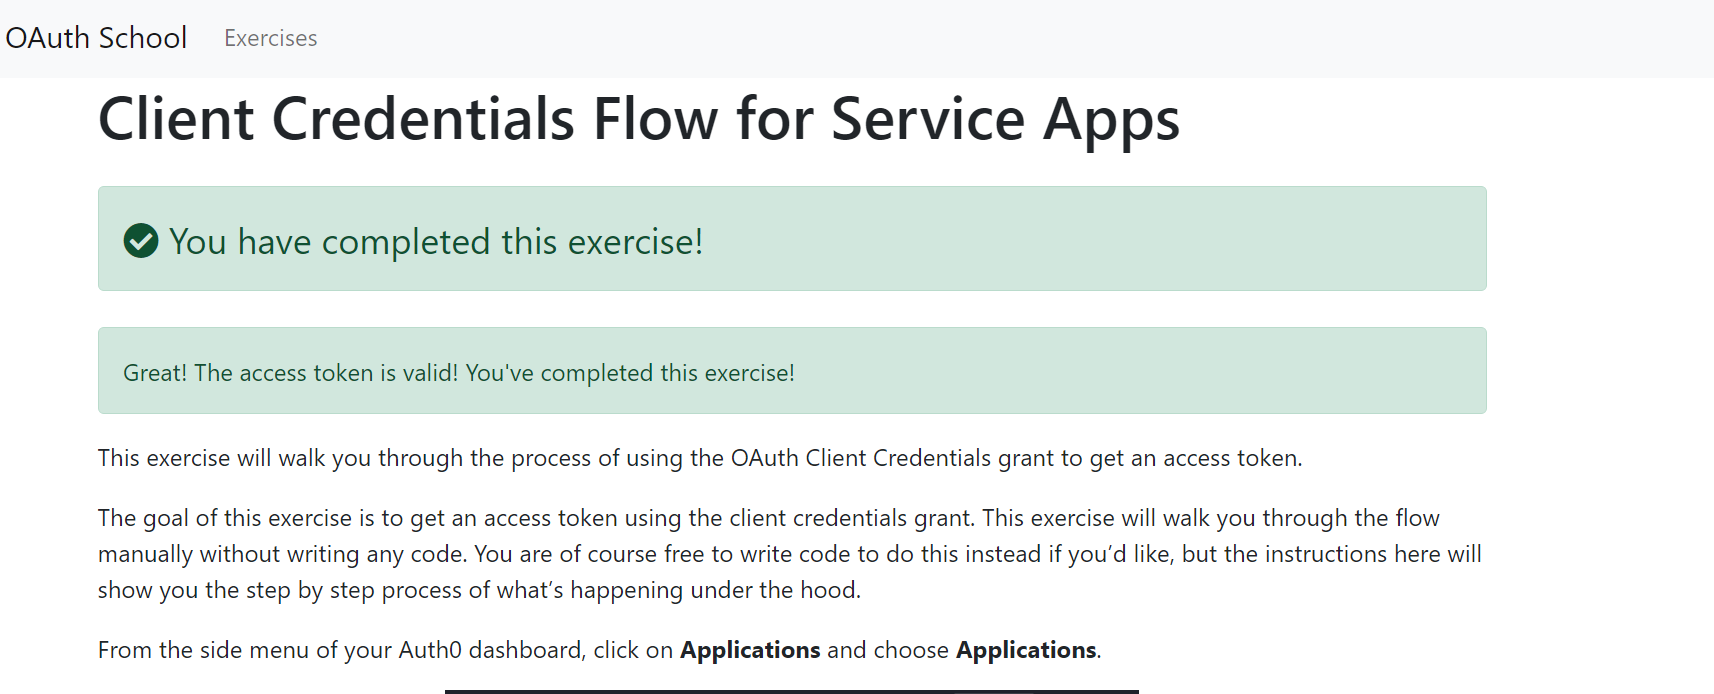 OAuth School Exercises
Client Credentials Flow for Service Apps
You have completed this exercise!
Great! The access token is valid! You've completed this exercise!
This exercise will walk you through the process of using the OAuth Client Credentials grant to get an access token.
The goal of this exercise is to get an access token using the client credentials grant. This exercise will walk you through the flow
manually without writing any code. You are of course free to write code to do this instead if you’d like, but the instructions here will
show you the step by step process of what’s happening under the hood.
From the side menu of your Auth0 dashboard, click on Applications and choose Applications.